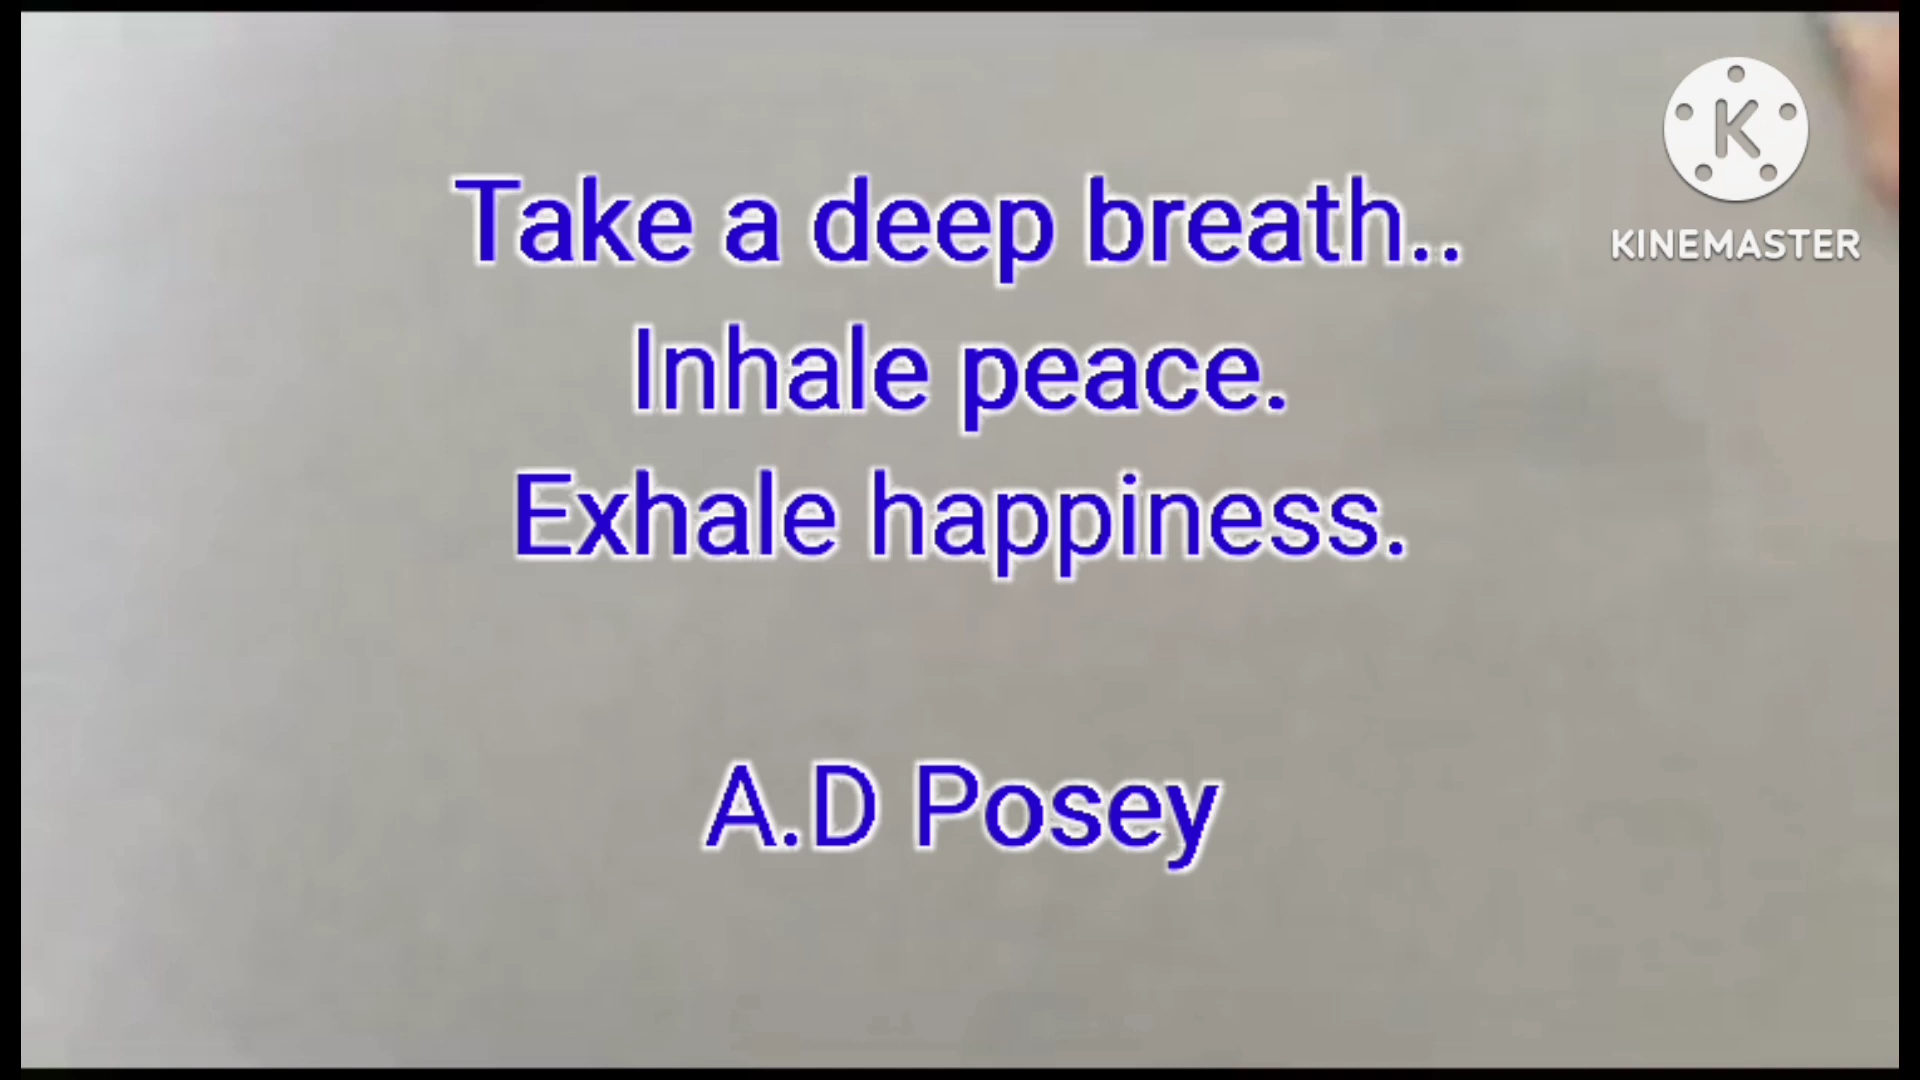 Take a deep breath..
Inhale peace.
Exhale happiness.
A.D Posey
K
KINEMASTER